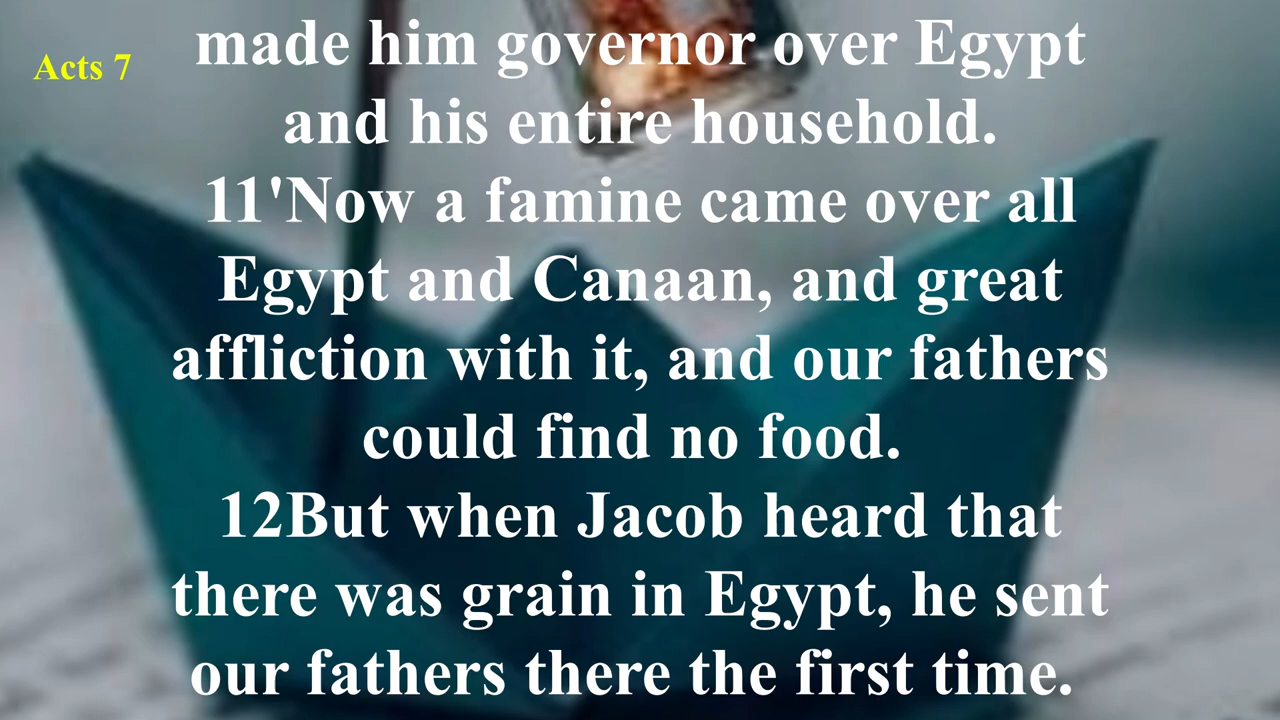 Acts 7
made him governor over Egypt
and his entire household.
11'Now a famine came over all
Egypt and Canaan, and great
affliction with it, and our fathers
could find no food.
12But when Jacob heard that
there was grain in Egypt, he sent
our fathers there the first time.